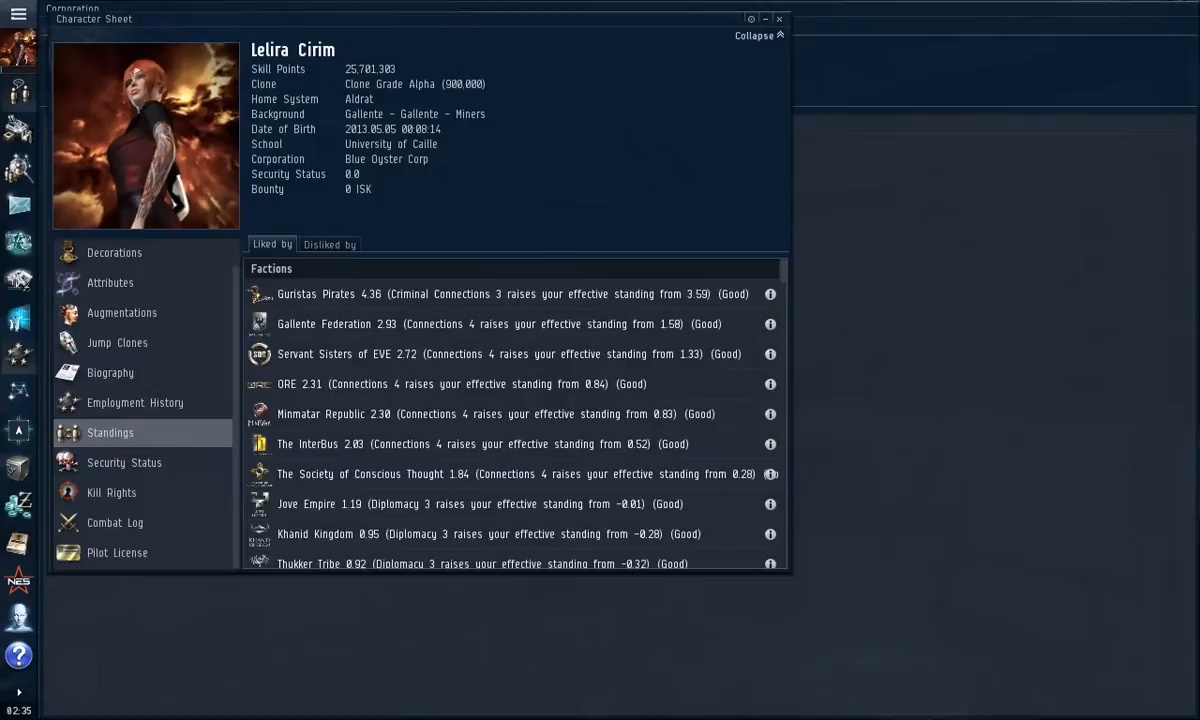 Corporation
Character Sheet
Collapse
Lelira Cirim
Skill Points 25,701,303
Clone Clone Grade Alpha (900,000)
Home System Aldrat
Background Gallente - Gallente - Miners
Date of Birth 2013.05.05 00:08:14
School University of Caille
Corporation Blue Oyster Corp
Security Status 0.0
Bounty 0 ISK
Liked by Disliked by
Decorations
Attributes
Augmentations
Jump Clones
Biography
Employment History
Standings
Security Status
Kill Rights
Combat Log
Pilot License
Factions
Guristas Pirates 4.36 (Criminal Connections 3 raises your effective standing from 3.59) (Good)
Gallente Federation 2.93 (Connections 4 raises your effective standing from 1.58) (Good)
Servant Sisters of EVE 2.72 (Connections 4 raises your effective standing from 1.33) (Good)
ORE 2.31 (Connections 4 raises your effective standing from 0.84) (Good)
Minmatar Republic 2.30 (Connections 4 raises your effective standing from 0.83) (Good)
The InterBus 2.03 (Connections 4 raises your effective standing from 0.52) (Good)
The Society of Conscious Thought 1.84 (Connections 4 raises your effective standing from 0.28)
Jove Empire 1.19 (Diplomacy 3 raises your effective standing from -0.01) (Good)
Khanid Kingdom 0.95 (Diplomacy 3 raises your effective standing from -0.28) (Good)
Thukker Tribe 0.92 (Diplomacy 3 raises your effective standing from -0.32) (Good)
NES
02:35